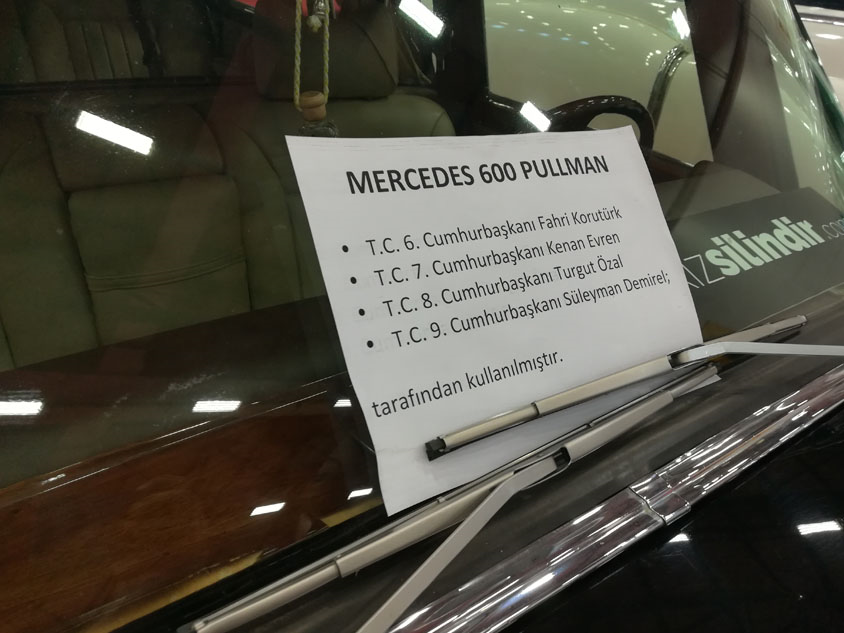 MERCEDES 600 PULLMAN
• T.C. 6. Cumhurbaşkanı Fahri Korutürk
• T.C. 7. Cumhurbaşkanı Kenan Evren
• T.C. 8. Cumhurbaşkanı Turgut Özal
• T.C. 9. Cumhurbaşkanı Süleyman Demirel;
tarafından kullanılmıştır.
silindir.com